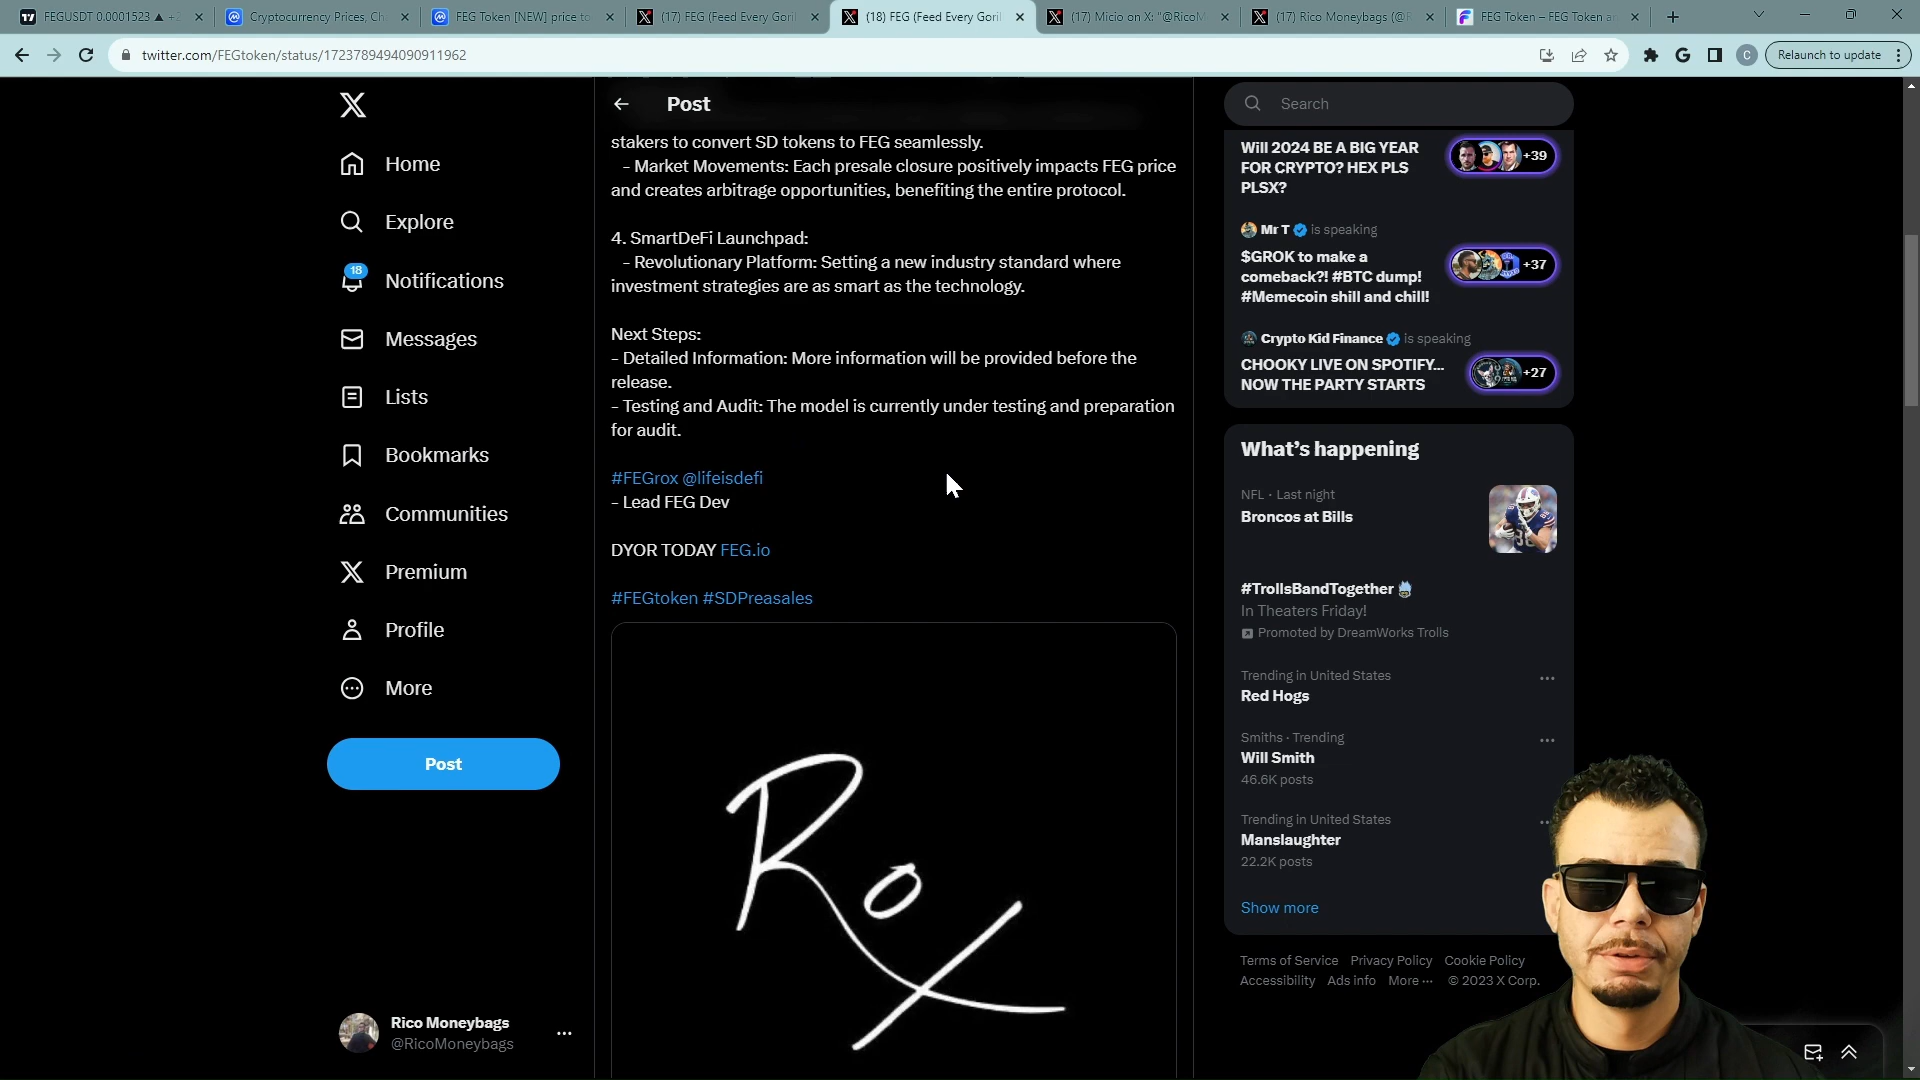 FEGUSDT 0.0001523
Cryptocurrency Prices, Ch
FEG Token [NEW] price to
(17) FEG (Feed Every Goril
(18) FEG (Feed Every Goril
(17) Micio on X: "@RicoM
(17) Rico Moneybags (@R
FEG Token – FEG Token a
twitter.com/FEGtoken/status/1723789494090911962
Relaunch to update
Home
Explore
18
Notifications
Messages
Lists
Bookmarks
Communities
Premium
Profile
More
Post
Rico Moneybags
@RicoMoneybags
Post
stakers to convert SD tokens to FEG seamlessly.
- Market Movements: Each presale closure positively impacts FEG price
and creates arbitrage opportunities, benefiting the entire protocol.
4. SmartDeFi Launchpad:
- Revolutionary Platform: Setting a new industry standard where
investment strategies are as smart as the technology.
Next Steps:
- Detailed Information: More information will be provided before the
release.
- Testing and Audit: The model is currently under testing and preparation
for audit.
#FEGrox @lifeisdefi
- Lead FEG Dev
DYOR TODAY FEG.io
#FEGtoken #SDPreasales
Rox
Search
Will 2024 BE A BIG YEAR
FOR CRYPTO? HEX PLS
PLSX?
+39
Mr T is speaking
$GROK to make a
comeback?! #BTC dump!
#Memecoin shill and chill!
+37
Crypto Kid Finance is speaking
CHOOKY LIVE ON SPOTIFY...
NOW THE PARTY STARTS
+27
What's happening
NFL · Last night
Broncos at Bills
#TrollsBandTogether
In Theaters Friday!
Promoted by DreamWorks Trolls
Trending in United States
Red Hogs
Smiths · Trending
Will Smith
46.6K posts
Trending in United States
Manslaughter
22.2K posts
Show more
Terms of Service Privacy Policy Cookie Policy
Accessibility Ads info More ··· © 2023 X Corp.